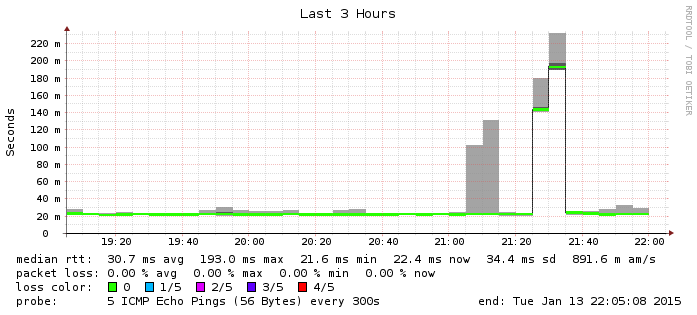 Last 3 Hours
RRDTOOL / TOBI OETIKER
Seconds
220 m
200 m
180 m
160 m
140 m
120 m
100 m
80 m
60 m
40 m
20 m
0
19:20 19:40 20:00 20:20 20:40 21:00 21:20 21:40 22:00
median rtt: 30.7 ms avg 193.0 ms max 21.6 ms min 22.4 ms now 34.4 ms sd 891.6 m am/s
packet loss: 0.00 % avg 0.00 % max 0.00 % min 0.00 % now
loss color: 0 1/5 2/5 3/5 4/5
probe: 5 ICMP Echo Pings (56 Bytes) every 300s end: Tue Jan 13 22:05:08 2015